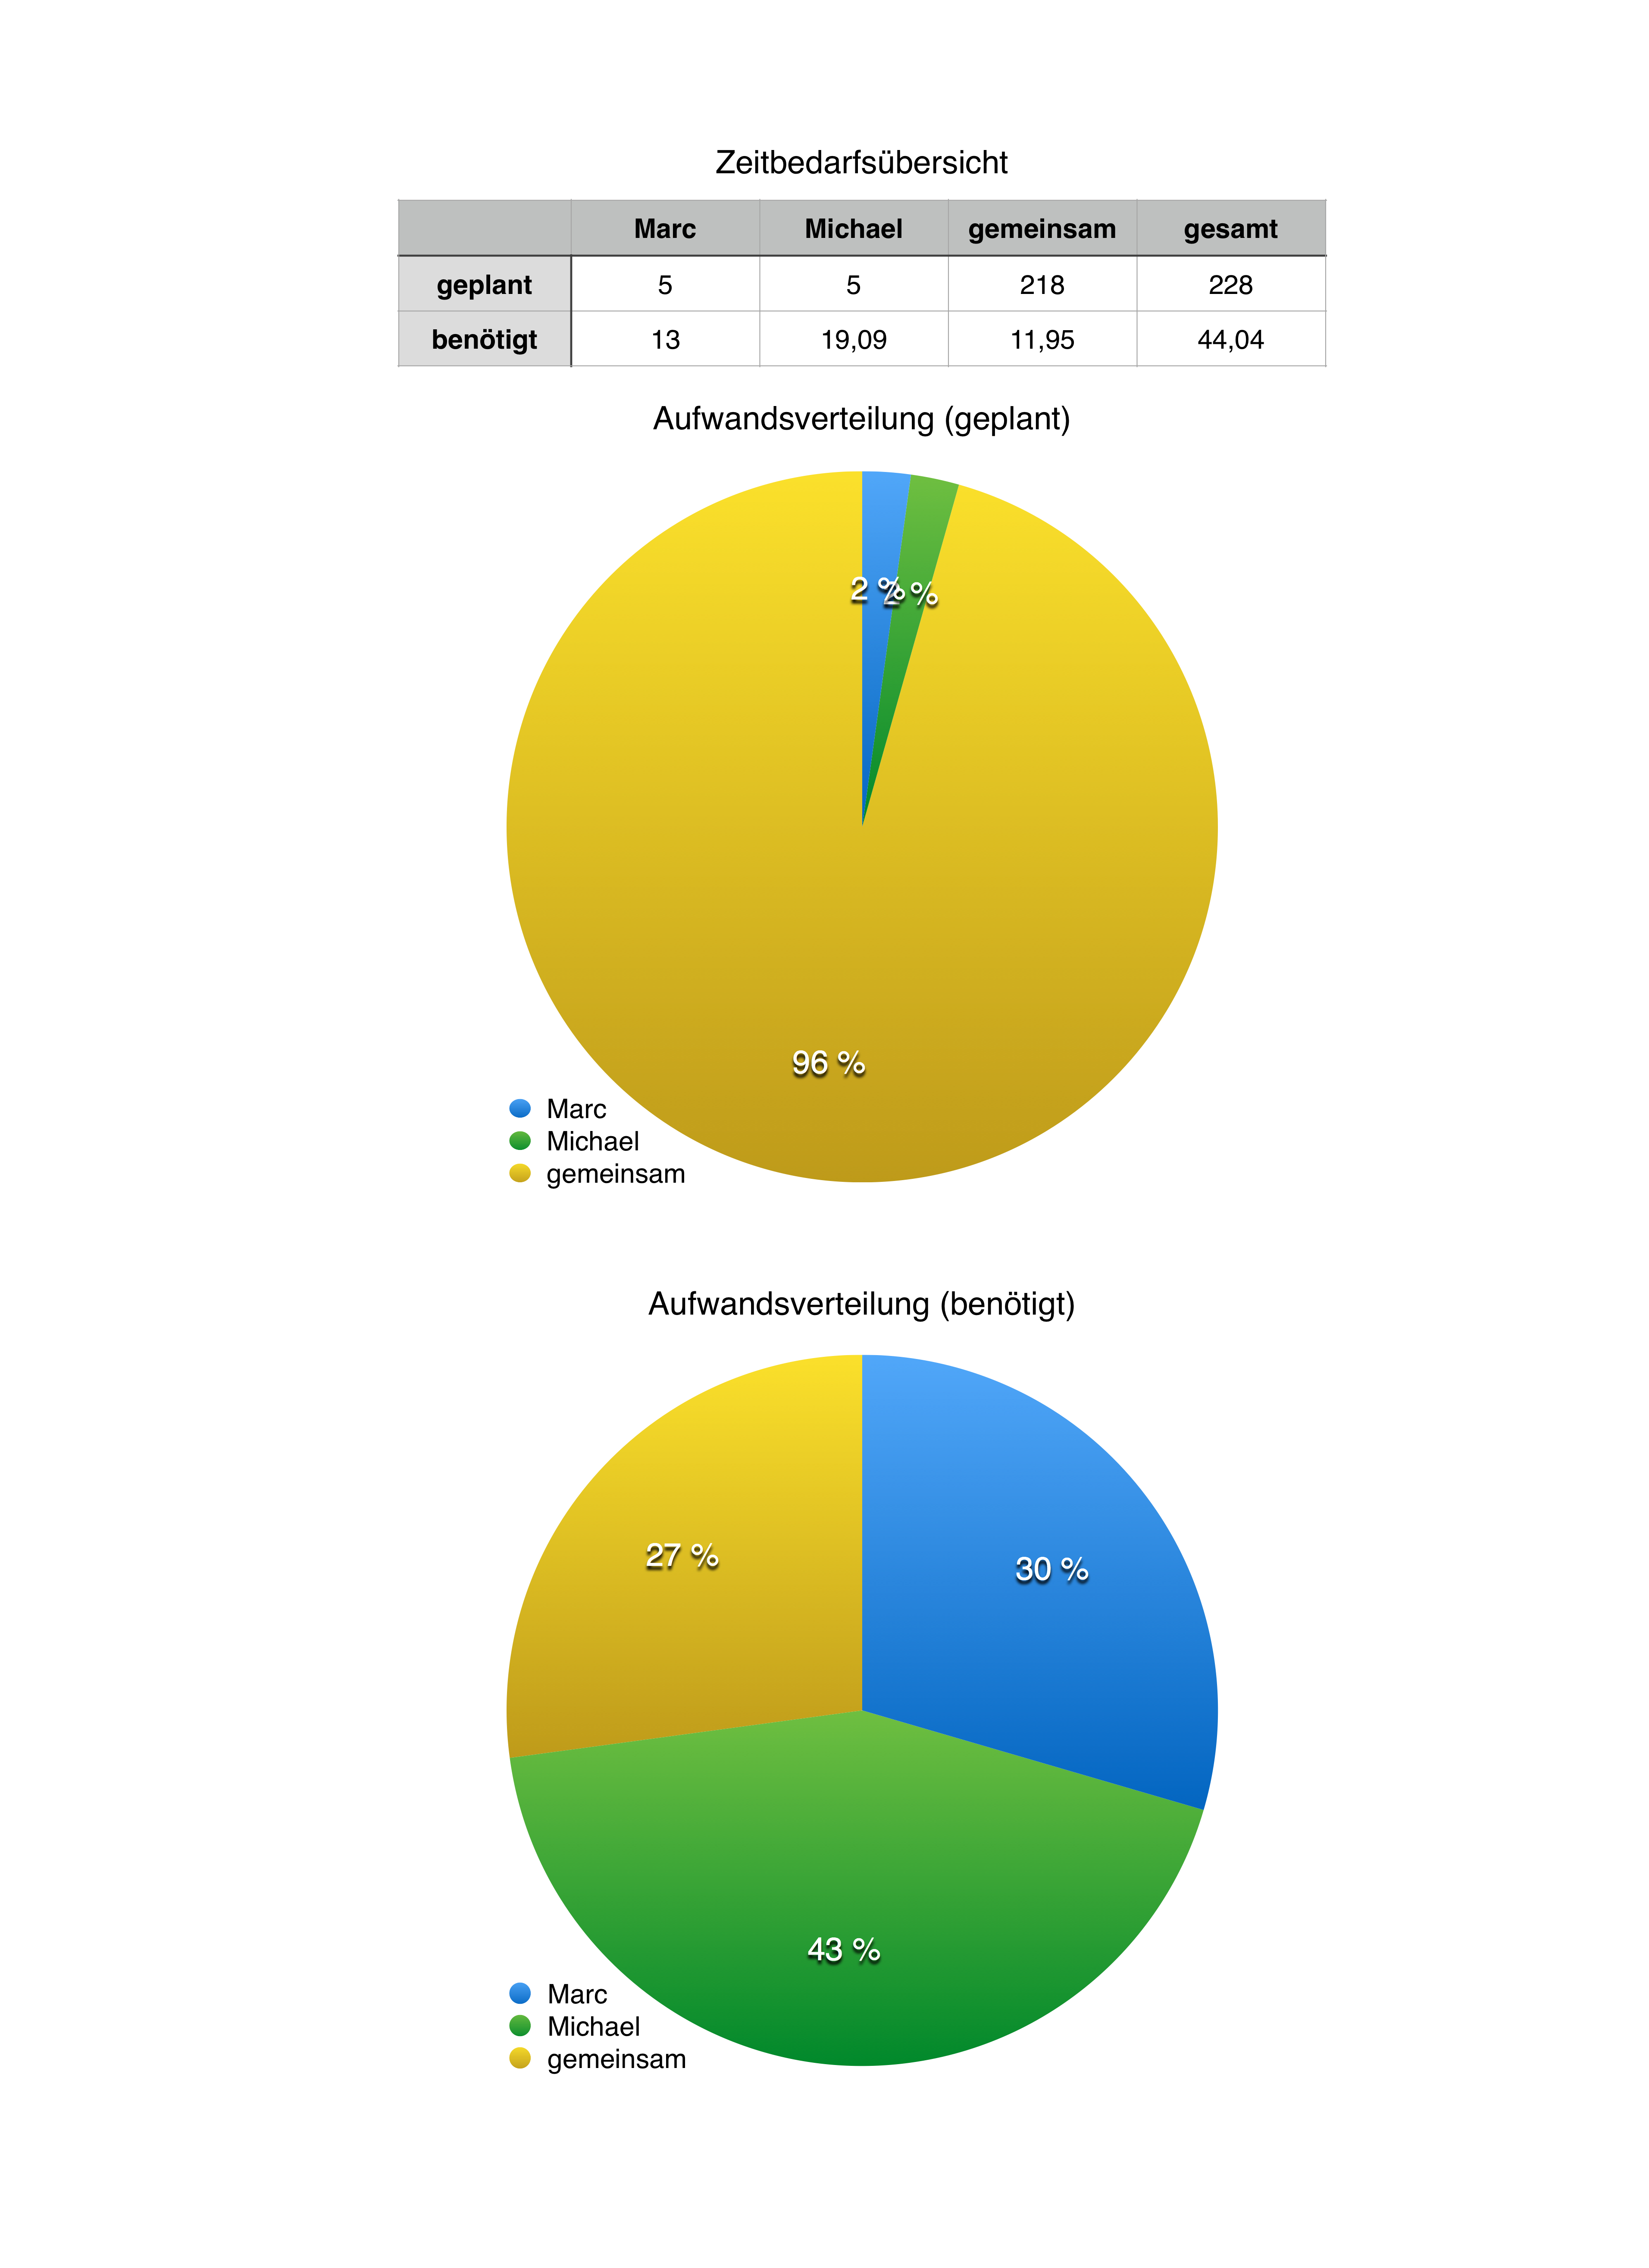 Zeitbedarfsübersicht
Marc Michael gemeinsam gesamt
geplant 5 5 218 228
benötigt 13 19,09 11,95 44,04
Aufwandsverteilung (geplant)
2 % 2 %
96 %
Marc
Michael
gemeinsam
Aufwandsverteilung (benötigt)
27 % 30 %
43 %
Marc
Michael
gemeinsam